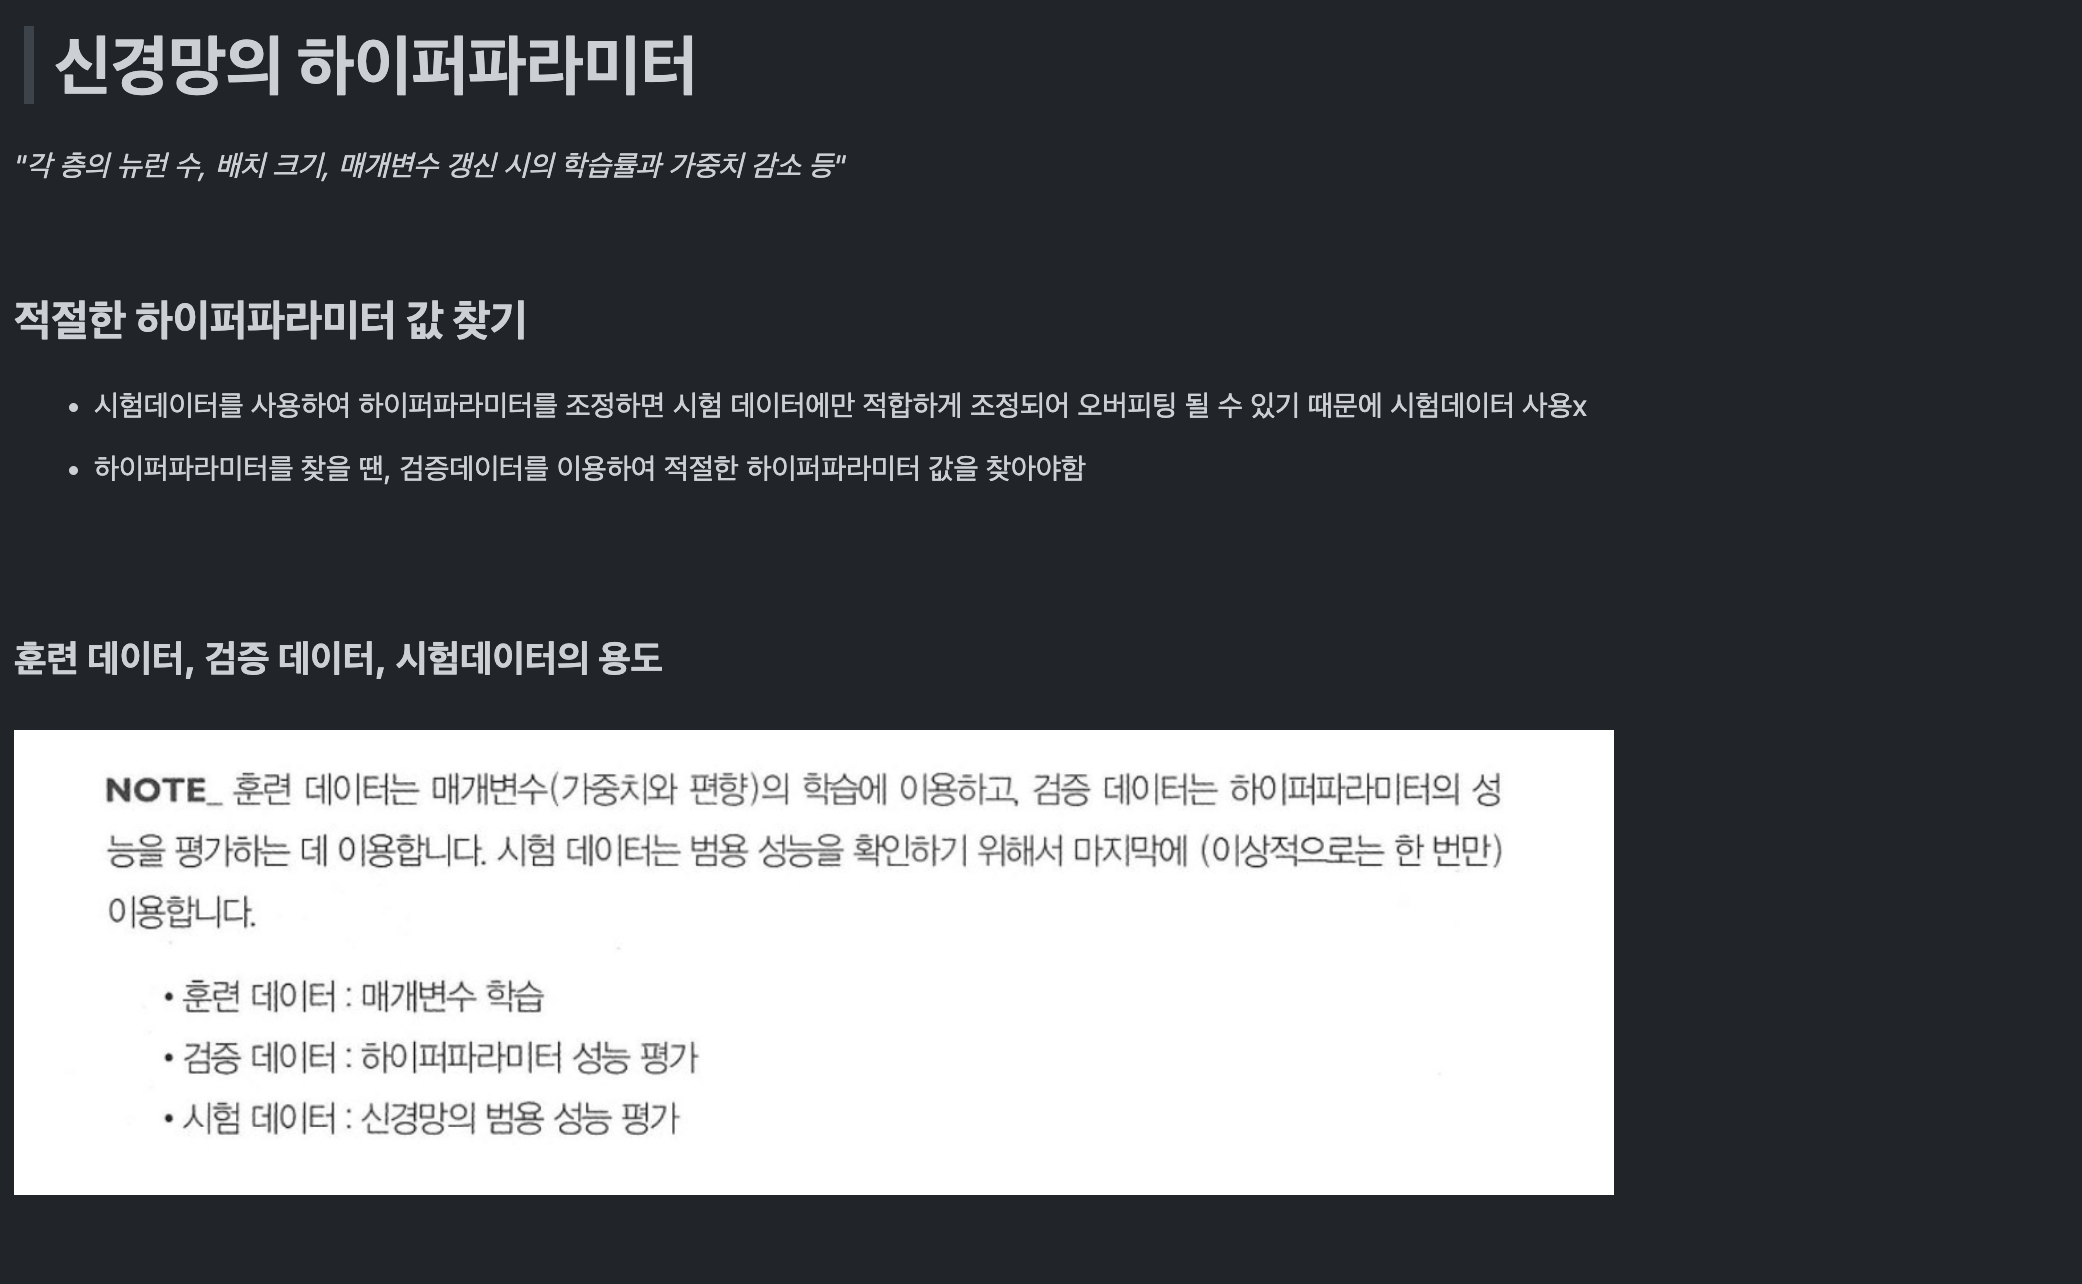 신경망의 하이퍼파라미터
"각 층의 뉴런 수, 배치 크기, 매개변수 갱신 시의 학습률과 가중치 감소 등"
적절한 하이퍼파라미터 값 찾기
• 시험데이터를 사용하여 하이퍼파라미터를 조정하면 시험 데이터에만 적합하게 조정되어 오버피팅 될 수 있기 때문에 시험데이터 사용x
• 하이퍼파라미터를 찾을 땐, 검증데이터를 이용하여 적절한 하이퍼파라미터 값을 찾아야함
훈련 데이터, 검증 데이터, 시험데이터의 용도
NOTE_ 훈련 데이터는 매개변수(가중치와 편향)의 학습에 이용하고, 검증 데이터는 하이퍼파라미터의 성
능을 평가하는 데 이용합니다. 시험 데이터는 범용 성능을 확인하기 위해서 마지막에 (이상적으로는 한 번만)
이용합니다.
• 훈련 데이터 : 매개변수 학습
• 검증 데이터 : 하이퍼파라미터 성능 평가
• 시험 데이터 : 신경망의 범용 성능 평가